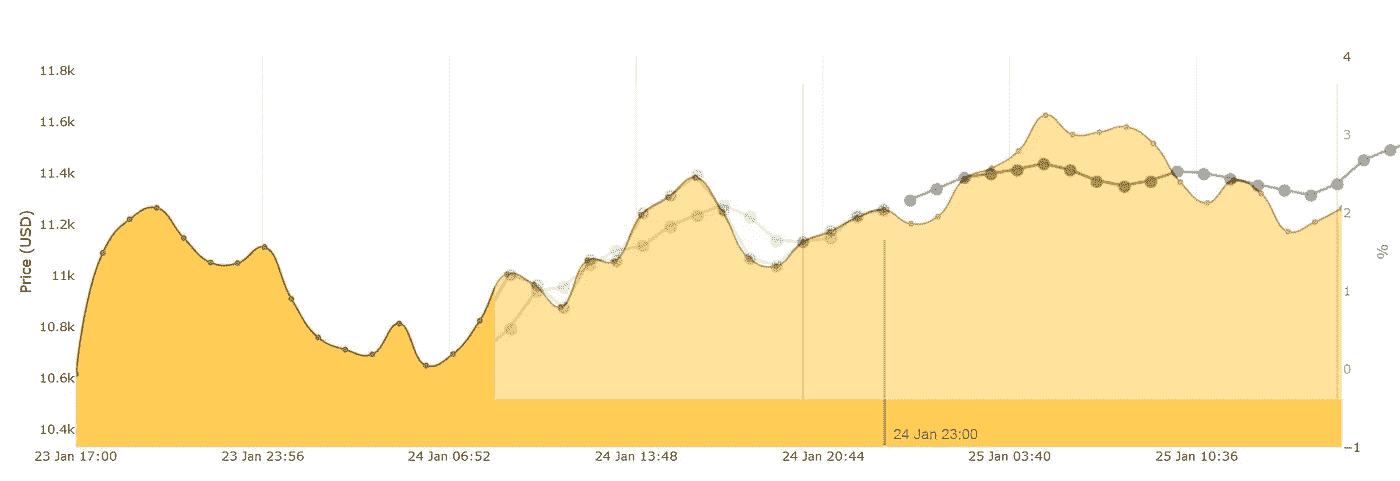 11.8k
11.6k
11.4k
11.2k
11k
10.8k
10.6k
10.4k
Price (USD)
4
3
2
1
0
−1
%
24 Jan 23:00
23 Jan 17:00
23 Jan 23:56
24 Jan 06:52
24 Jan 13:48
24 Jan 20:44
25 Jan 03:40
25 Jan 10:36